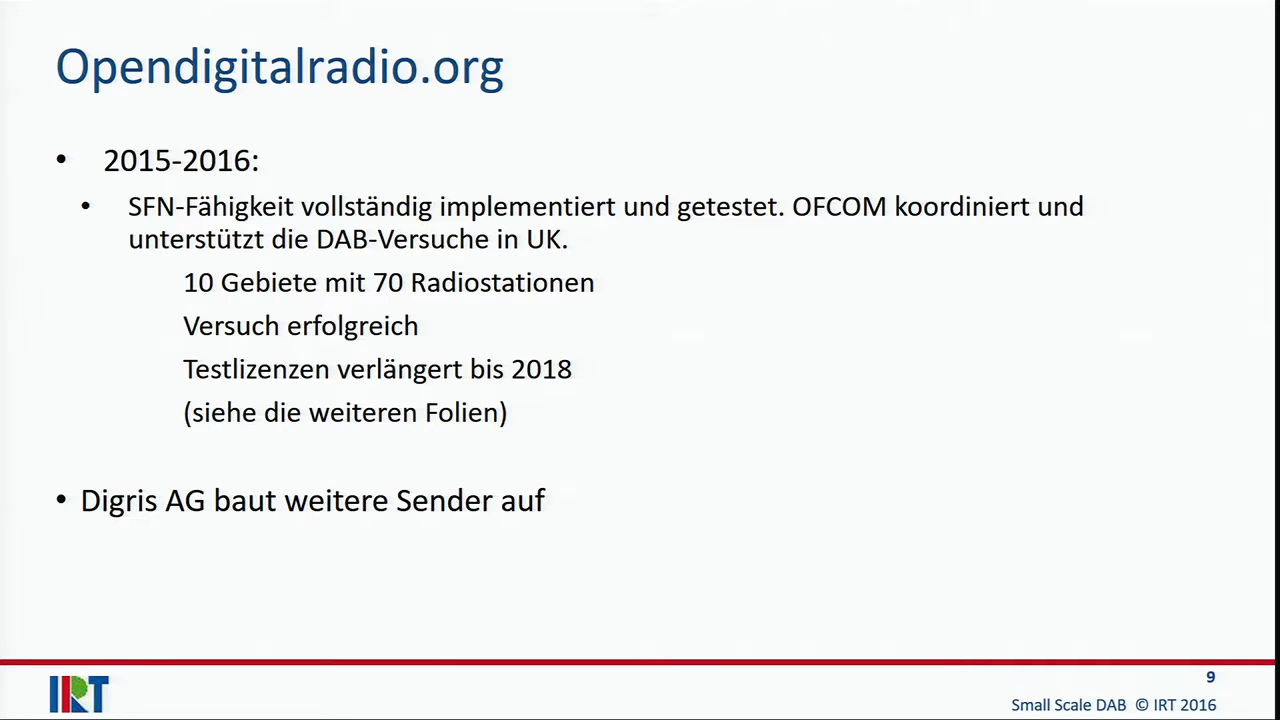 Opendigitalradio.org
• 2015-2016:
• SFN-Fähigkeit vollständig implementiert und getestet. OFCOM koordiniert und
unterstützt die DAB-Versuche in UK.
10 Gebiete mit 70 Radiostationen
Versuch erfolgreich
Testlizenzen verlängert bis 2018
(siehe die weiteren Folien)
• Digris AG baut weitere Sender auf
IRT
9
Small Scale DAB © IRT 2016